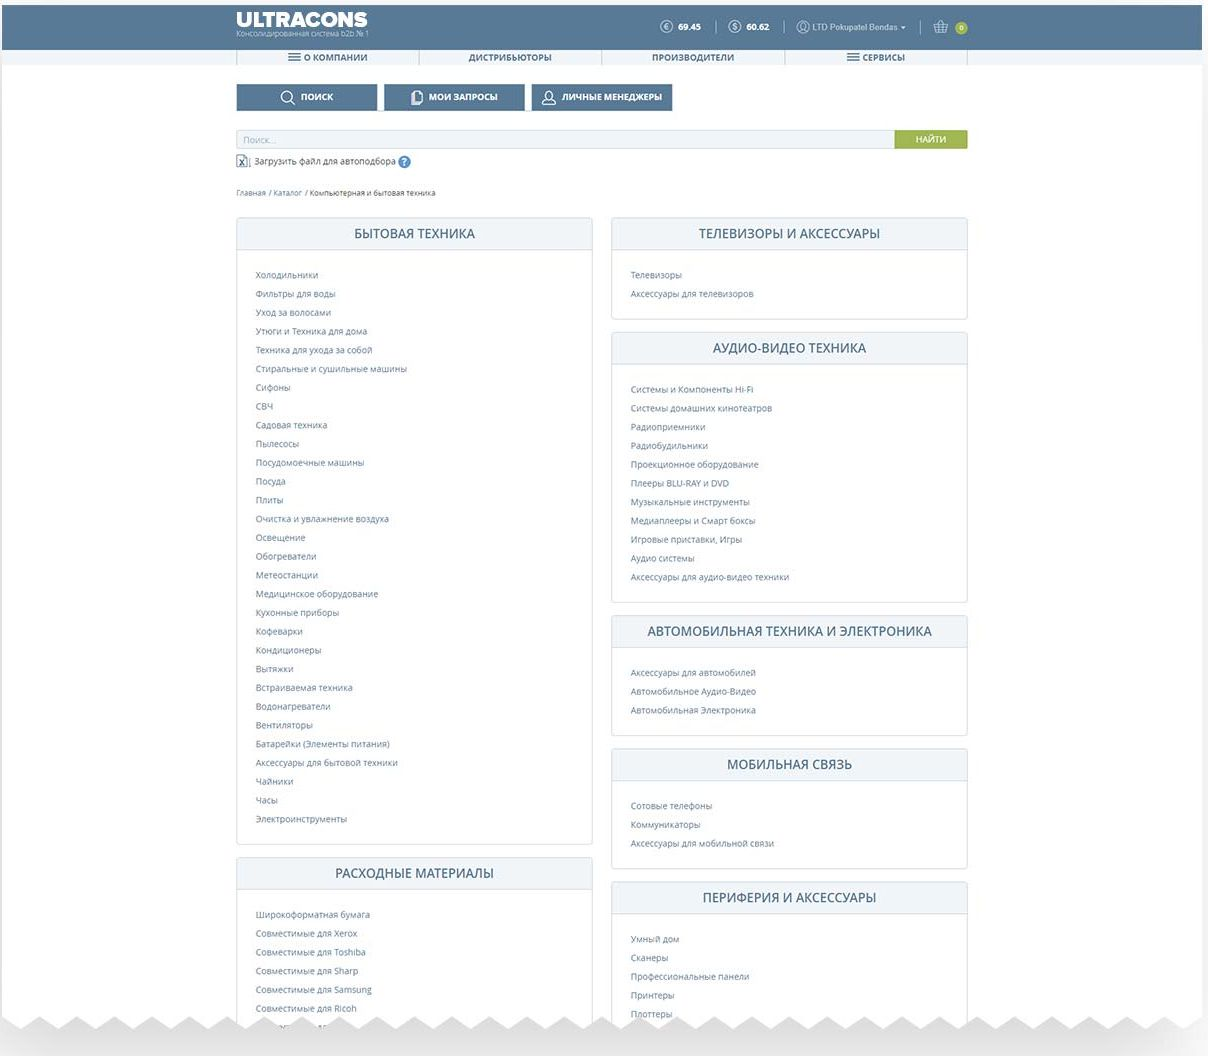 ULTRACONS
Консолидированная система b2b № 1
€ 69.45
$ 60.62
LTD Pokupatel Bendas
0
О КОМПАНИИ
ДИСТРИБЬЮТОРЫ
ПРОИЗВОДИТЕЛИ
СЕРВИСЫ
ПОИСК
МОИ ЗАПРОСЫ
ЛИЧНЫЕ МЕНЕДЖЕРЫ
Поиск...
НАЙТИ
Загрузить файл для автоподбора ?
Главная / Каталог / Компьютерная и бытовая техника
БЫТОВАЯ ТЕХНИКА
Холодильники
Фильтры для воды
Уход за волосами
Утюги и Техника для дома
Техника для ухода за собой
Стиральные и сушильные машины
Сифоны
СВЧ
Садовая техника
Пылесосы
Посудомоечные машины
Посуда
Плиты
Очистка и увлажнение воздуха
Освещение
Обогреватели
Метеостанции
Медицинское оборудование
Кухонные приборы
Кофеварки
Кондиционеры
Вытяжки
Встраиваемая техника
Водонагреватели
Вентиляторы
Батарейки (Элементы питания)
Аксессуары для бытовой техники
Чайники
Часы
Электроинструменты
РАСХОДНЫЕ МАТЕРИАЛЫ
Широкоформатная бумага
Совместимые для Xerox
Совместимые для Toshiba
Совместимые для Sharp
Совместимые для Samsung
Совместимые для Ricoh
ТЕЛЕВИЗОРЫ И АКСЕССУАРЫ
Телевизоры
Аксессуары для телевизоров
АУДИО-ВИДЕО ТЕХНИКА
Системы и Компоненты Hi-Fi
Системы домашних кинотеатров
Радиоприемники
Радиобудильники
Проекционное оборудование
Плееры BLU-RAY и DVD
Музыкальные инструменты
Медиаплееры и Смарт боксы
Игровые приставки, Игры
Аудио системы
Аксессуары для аудио-видео техники
АВТОМОБИЛЬНАЯ ТЕХНИКА И ЭЛЕКТРОНИКА
Аксессуары для автомобилей
Автомобильное Аудио-Видео
Автомобильная Электроника
МОБИЛЬНАЯ СВЯЗЬ
Сотовые телефоны
Коммуникаторы
Аксессуары для мобильной связи
ПЕРИФЕРИЯ И АКСЕССУАРЫ
Умный дом
Сканеры
Профессиональные панели
Принтеры
Плоттеры